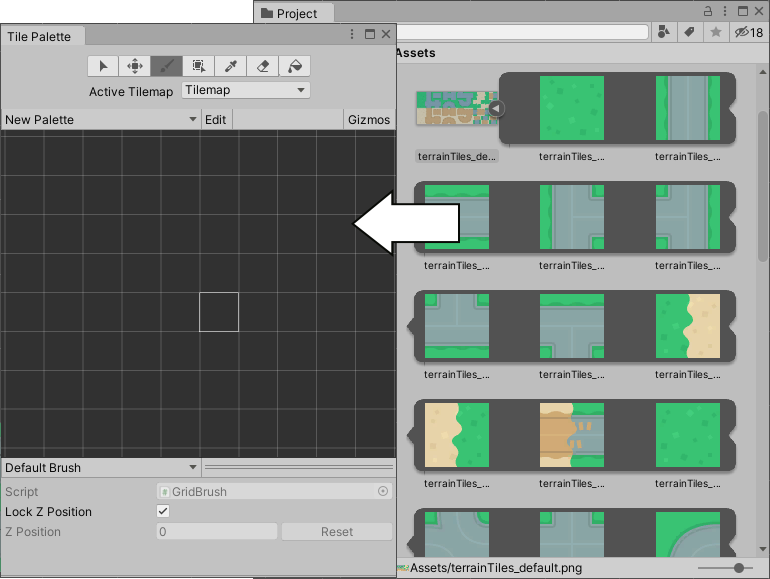 Project
Tile Palette
18
Assets
Active Tilemap Tilemap
New Palette Edit Gizmos
terrainTiles_de... terrainTiles_... terrainTiles_...
terrainTiles_... terrainTiles_... terrainTiles_...
terrainTiles_... terrainTiles_... terrainTiles_...
terrainTiles_... terrainTiles_... terrainTiles_...
Default Brush
Script # GridBrush
Lock Z Position
Z Position 0 Reset
Assets/terrainTiles_default.png